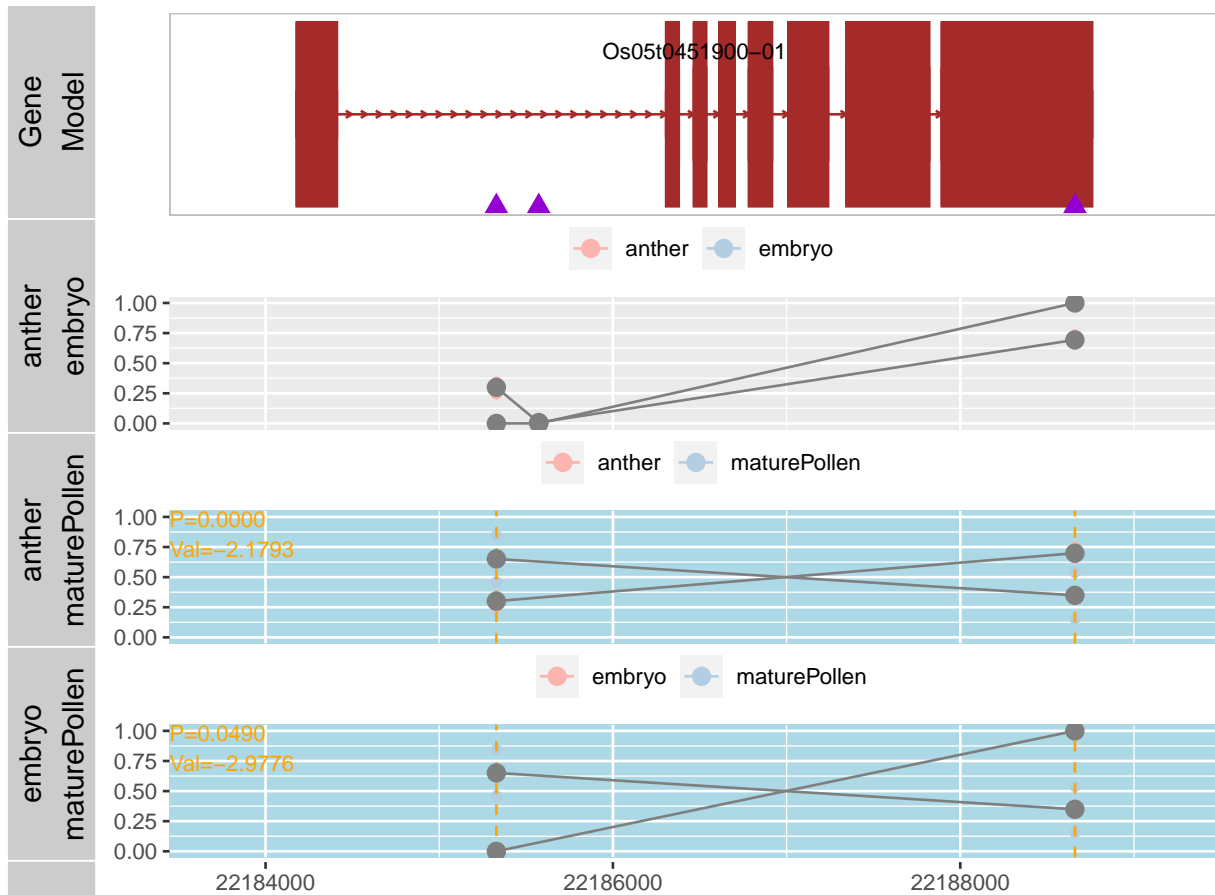 Gene
Model
Os05t0451900−01
anther
embryo
anther embryo
1.00
0.75
0.50
0.25
0.00
anther
maturePollen
anther maturePollen
1.00
0.75
0.50
0.25
0.00
P=0.0000
Val=−2.1793
embryo
maturePollen
embryo maturePollen
1.00
0.75
0.50
0.25
0.00
P=0.0490
Val=−2.9776
22184000 22186000 22188000